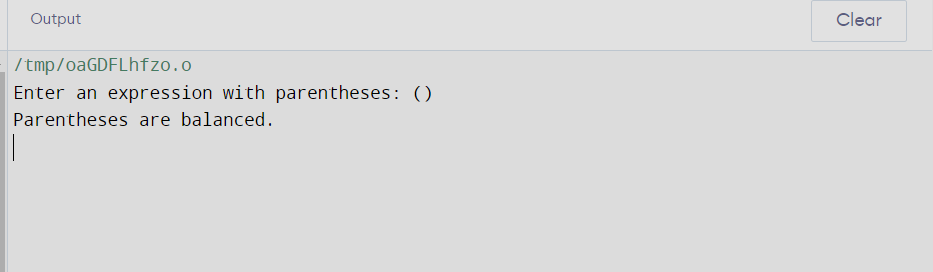 Output
Clear
/tmp/oaGDFLhfzo.o
Enter an expression with parentheses: ()
Parentheses are balanced.